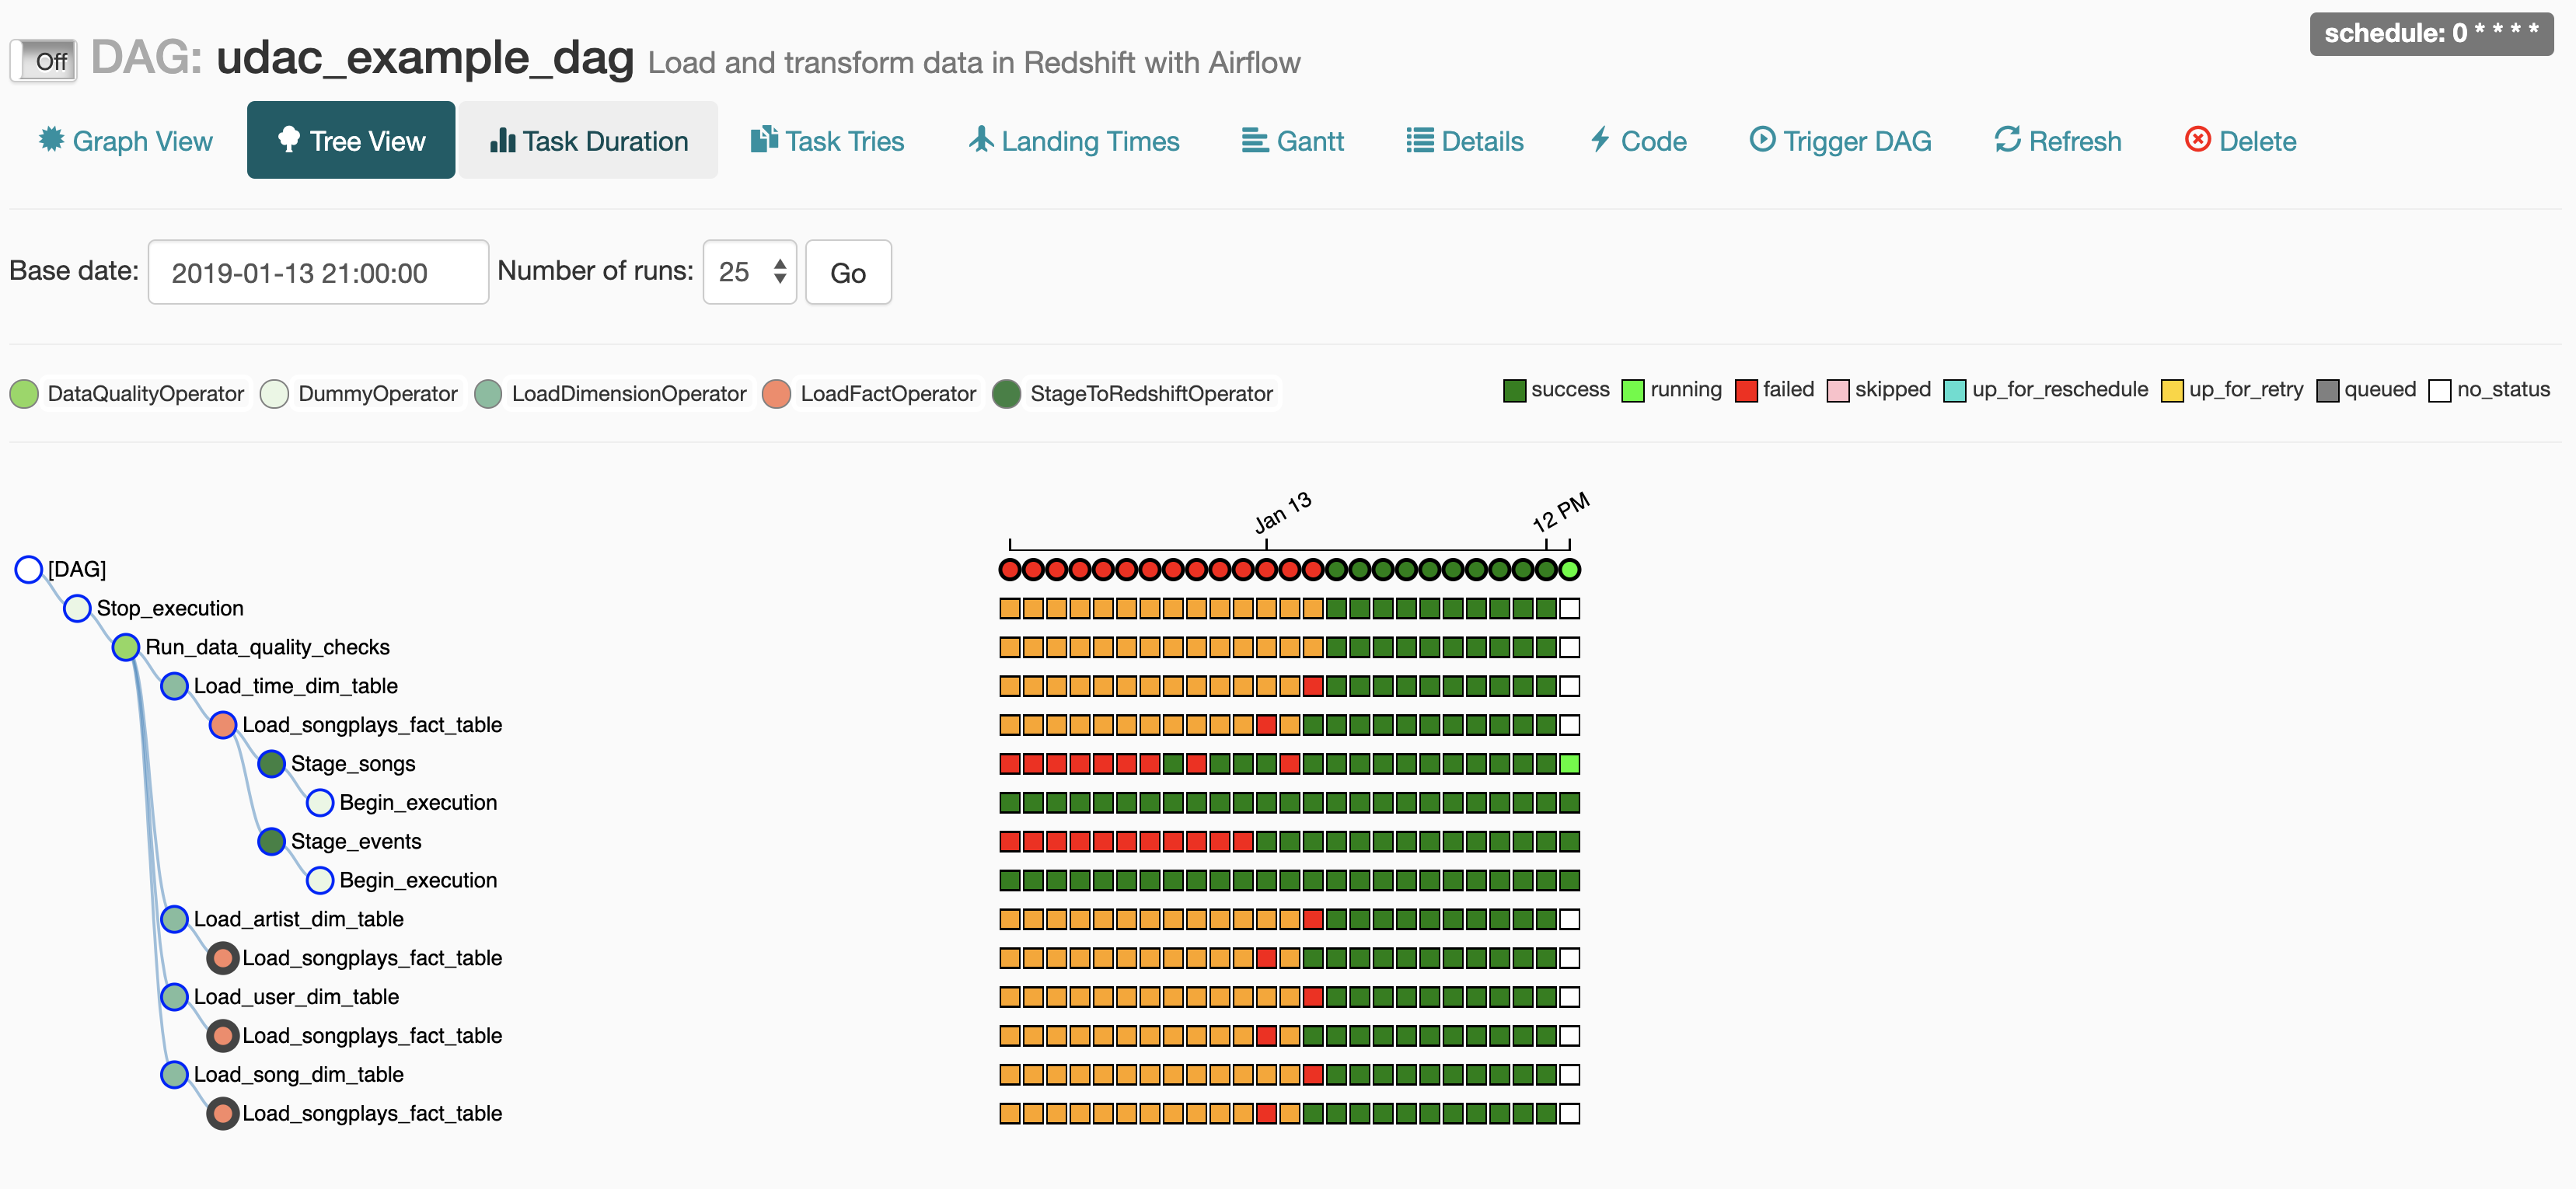 schedule: 0 * * * *
Off DAG: udac_example_dag Load and transform data in Redshift with Airflow
Graph View Tree View Task Duration Task Tries Landing Times Gantt Details Code Trigger DAG Refresh Delete
Base date: 2019-01-13 21:00:00 Number of runs: 25 Go
DataQualityOperator DummyOperator LoadDimensionOperator LoadFactOperator StageToRedshiftOperator success running failed skipped up_for_reschedule up_for_retry queued no_status
Jan 13 12 PM
[DAG]
Stop_execution
Run_data_quality_checks
Load_time_dim_table
Load_songplays_fact_table
Stage_songs
Begin_execution
Stage_events
Begin_execution
Load_artist_dim_table
Load_songplays_fact_table
Load_user_dim_table
Load_songplays_fact_table
Load_song_dim_table
Load_songplays_fact_table